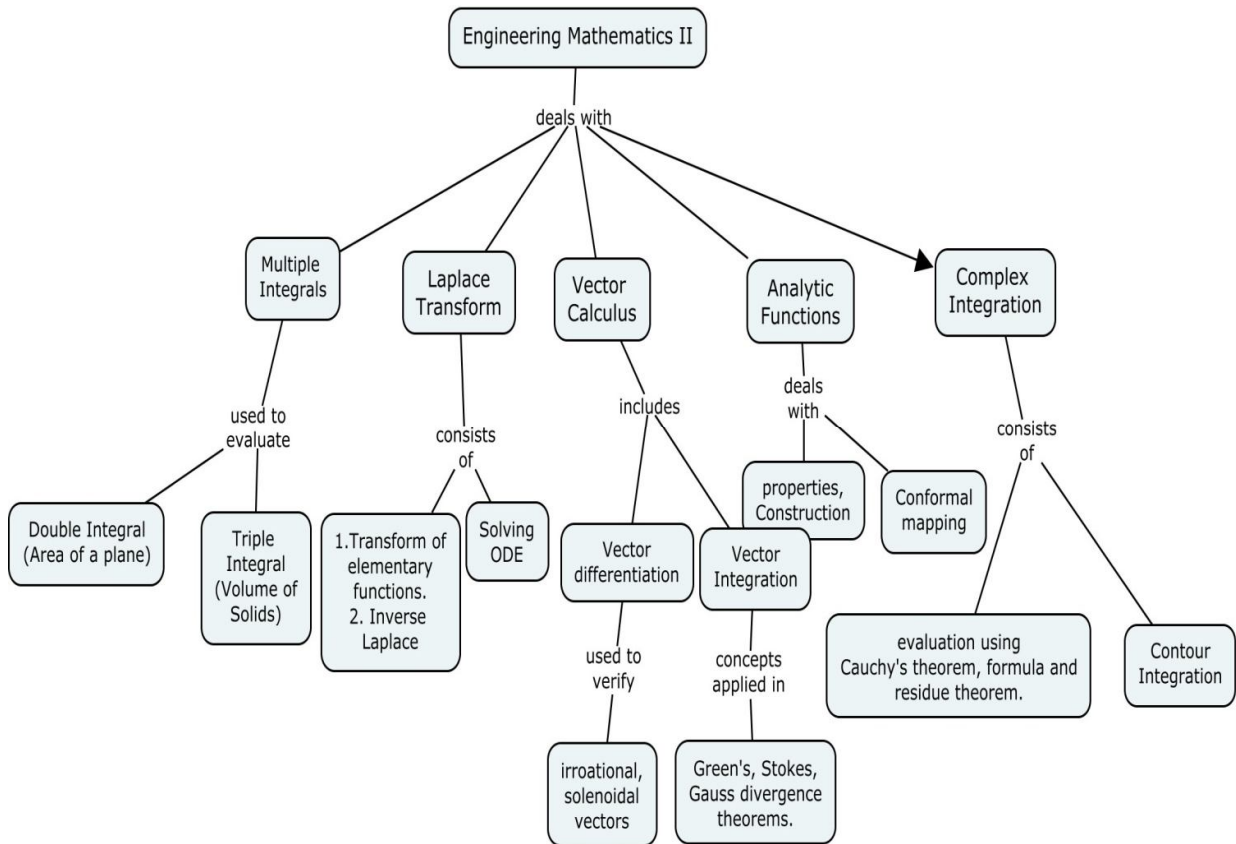 Engineering Mathematics II
deals with
Multiple
Integrals
Laplace
Transform
Vector
Calculus
Analytic
Functions
Complex
Integration
used to
evaluate
consists
of
includes
deals
with
consists
of
Double Integral
(Area of a plane)
Triple
Integral
(Volume of
Solids)
1.Transform of
elementary
functions.
2. Inverse
Laplace
Solving
ODE
Vector
differentiation
Vector
Integration
properties,
Construction
Conformal
mapping
evaluation using
Cauchy's theorem, formula and
residue theorem.
Contour
Integration
used to
verify
concepts
applied in
irroational,
solenoidal
vectors
Green's, Stokes,
Gauss divergence
theorems.